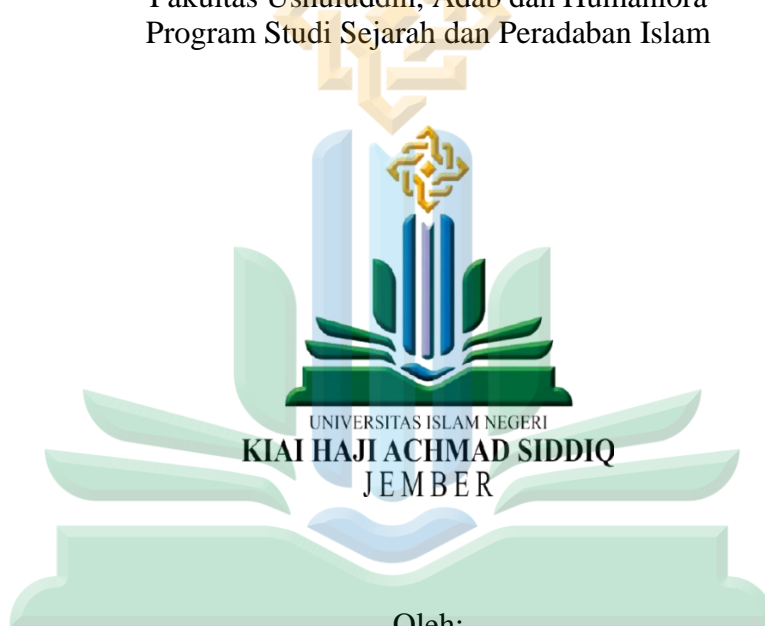 Fakultas Ushuluddin, Adab dan Humaniora
Program Studi Sejarah dan Peradaban Islam
UNIVERSITAS ISLAM NEGERI
KIAI HAJI ACHMAD SIDDIQ
JEMBER
Oleh: